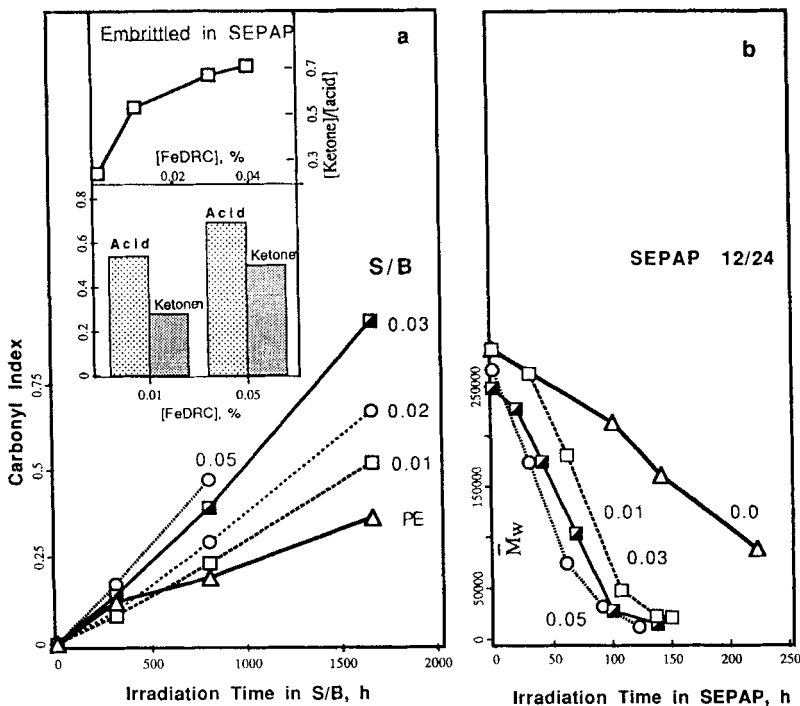 Embrittled in SEPAP
a
0.7
0.5
0.3
[Ketone]/[acid]
[FeDRC], %
0.02
0.04
0.8
0.6
0.4
0.2
0
Acid
Ketone
Acid
Ketone
0.01
0.05
[FeDRC], %
S/B
0.03
0.02
0.01
PE
0.05
Carbonyl Index
0.75
0.5
0.25
0
0
500
1000
1500
2000
Irradiation Time in S/B, h
b
SEPAP 12/24
250000
150000
50000
0
Mw
0.01
0.03
0.05
0.0
0
50
100
150
200
250
Irradiation Time in SEPAP, h